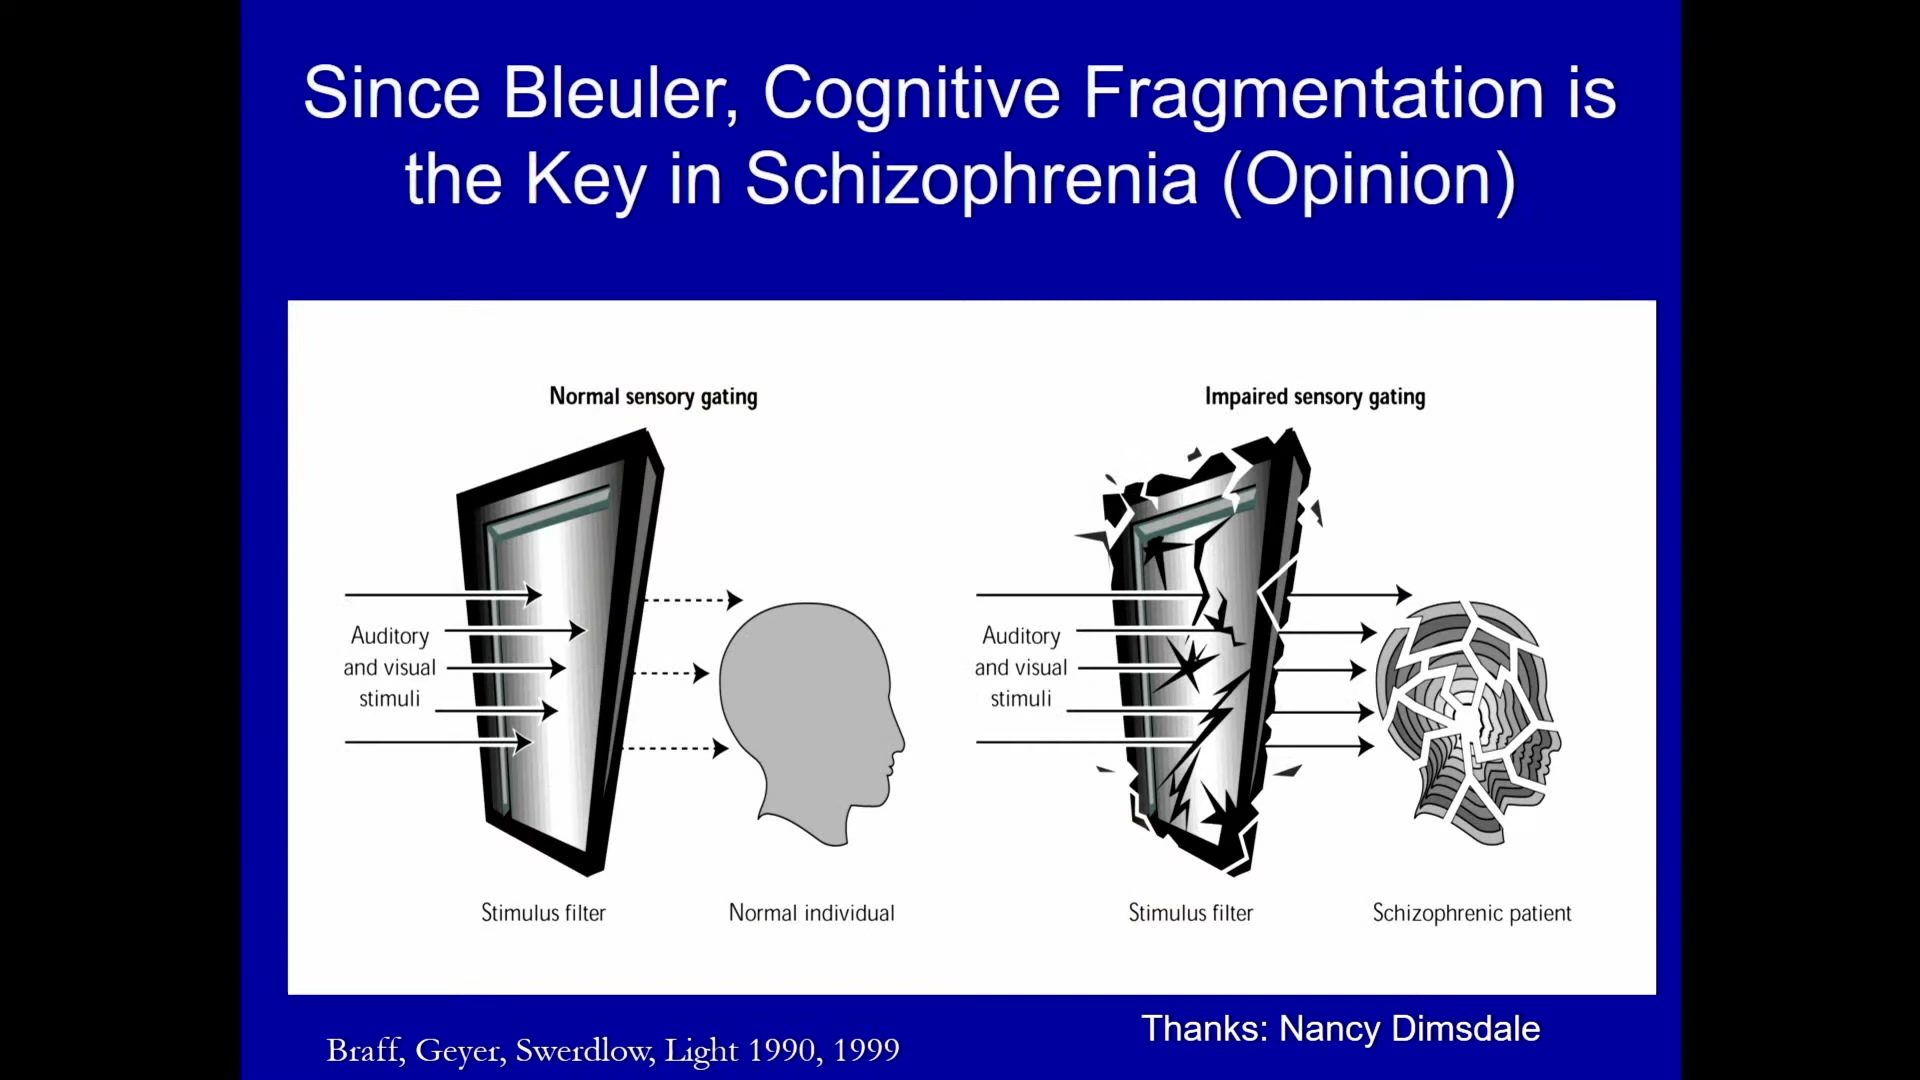 Since Bleuler, Cognitive Fragmentation is
the Key in Schizophrenia (Opinion)
Normal sensory gating
Auditory
and visual
stimuli
Stimulus filter
Normal individual
Impaired sensory gating
Auditory
and visual
stimuli
Stimulus filter
Schizophrenic patient
Braff, Geyer, Swerdlow, Light 1990, 1999
Thanks: Nancy Dimsdale